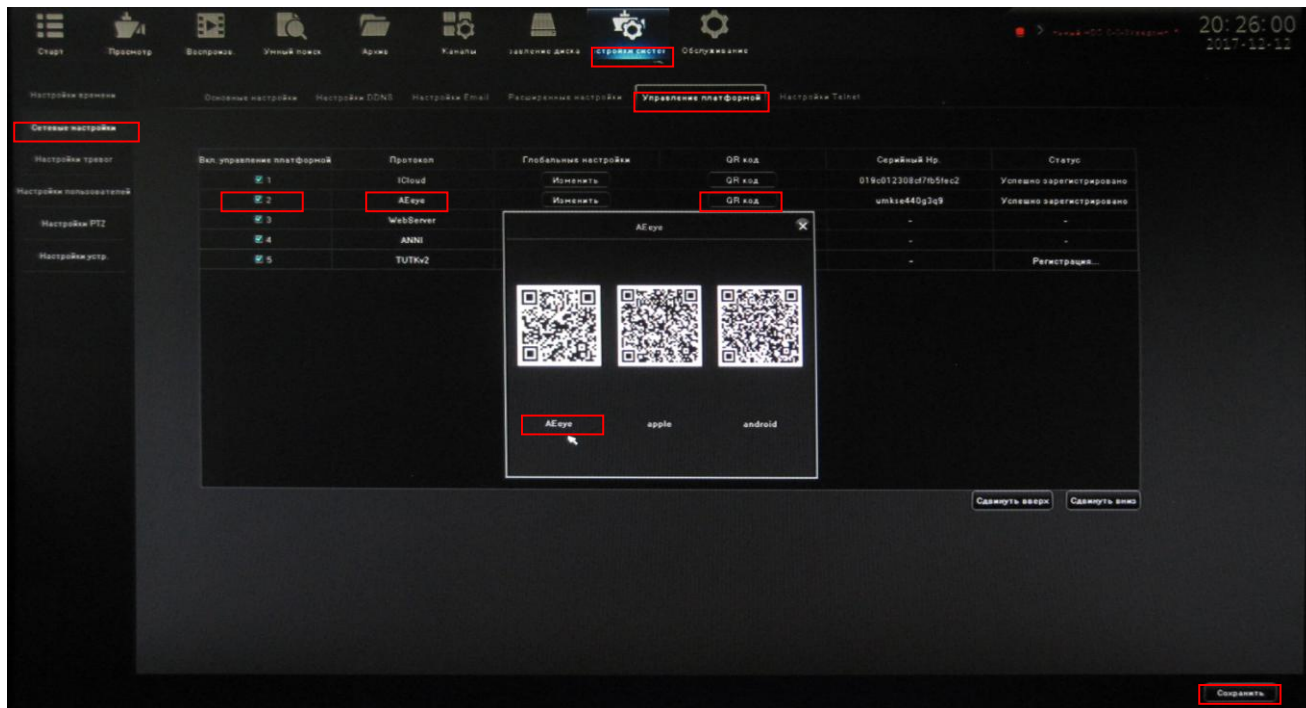 20:26:00
2017-12-12
Старт Просмотр Воспроизв. Умный поиск Архив Каналы авление диска стройки систе Обслуживание
Настройки времени
Сетевые настройки
Настройки тревог
Настройки пользователей
Настройки PTZ
Настройки устр.
Основные настройки Настройки DDNS Настройки Email Расширенные настройки Управление платформой Настройки Telnet
Вкл. управление платформой Протокол Глобальные настройки QR код Серийный Нр. Статус
1 ICloud Изменить QR код 019c012308cf7fb5fec2 Успешно зарегистрировано
2 AEeye Изменить QR код umkse440g3q9 Успешно зарегистрировано
3 WebServer - -
4 ANNI - -
5 TUTKv2 - Регистрация...
AEeye
AEeye apple android
Сдвинуть вверх Сдвинуть вниз
Сохранить